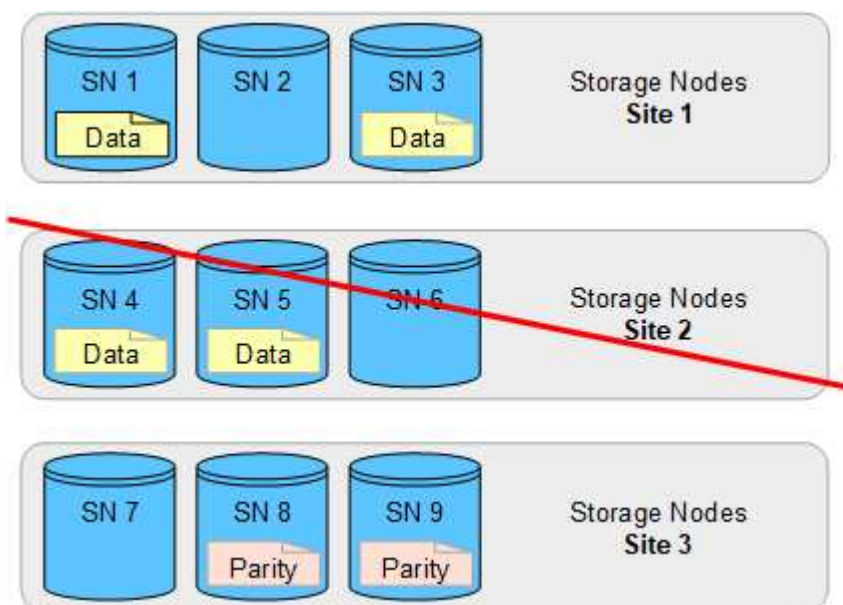 SN 1 SN 2 SN 3 Storage Nodes
Site 1
Data Data
SN 4 SN 5 SN 6 Storage Nodes
Site 2
Data Data
SN 7 SN 8 SN 9 Storage Nodes
Site 3
Parity Parity